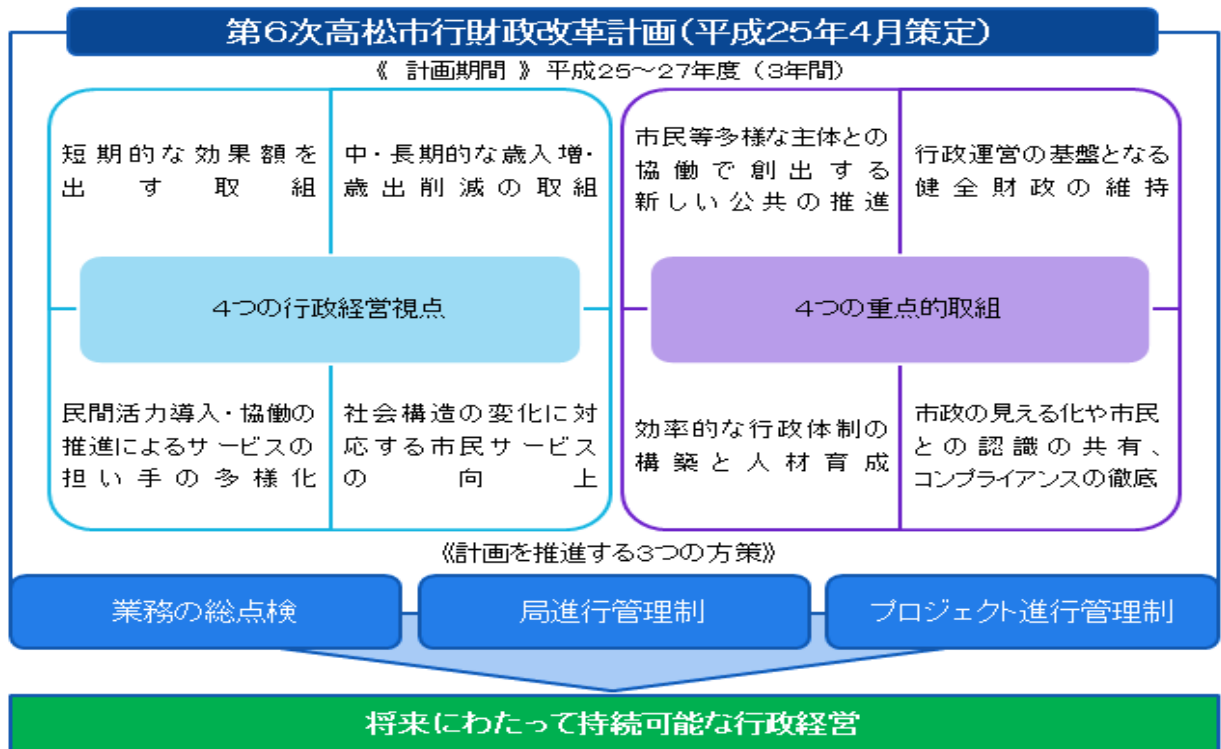 第6次高松市行財政改革計画(平成25年4月策定)
《 計画期間 》 平成25～27年度 (3年間)
短期的な効果額を
出す取組
中・長期的な歳入増・
歳出削減の取組
4つの行政経営視点
民間活力導入・協働の
推進によるサービスの
担い手の多様化
社会構造の変化に対
応する市民サービス
の向上
市民等多様な主体との
協働で創出する
新しい公共の推進
行政運営の基盤となる
健全財政の維持
4つの重点的取組
効率的な行政体制の
構築と人材育成
市政の見える化や市民
との認識の共有、
コンプライアンスの徹底
《計画を推進する3つの方策》
業務の総点検
局進行管理制
プロジェクト進行管理制
将来にわたって持続可能な行政経営